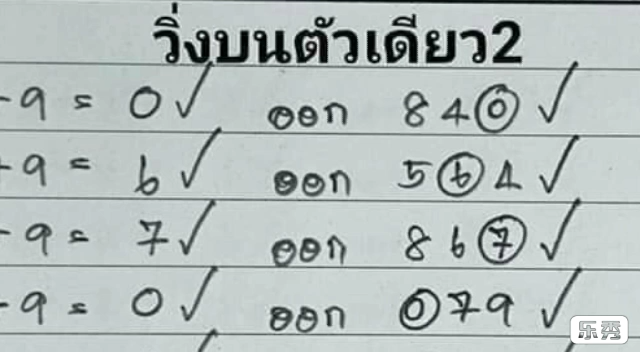 วิ่งบนตัวเดียว2
-9 = 0 ✓ ออก 840 ✓
+9 = 6 ✓ ออก 564 ✓
-9 = 7 ✓ ออก 867 ✓
-9 = 0 ✓ ออก 079 ✓
乐秀